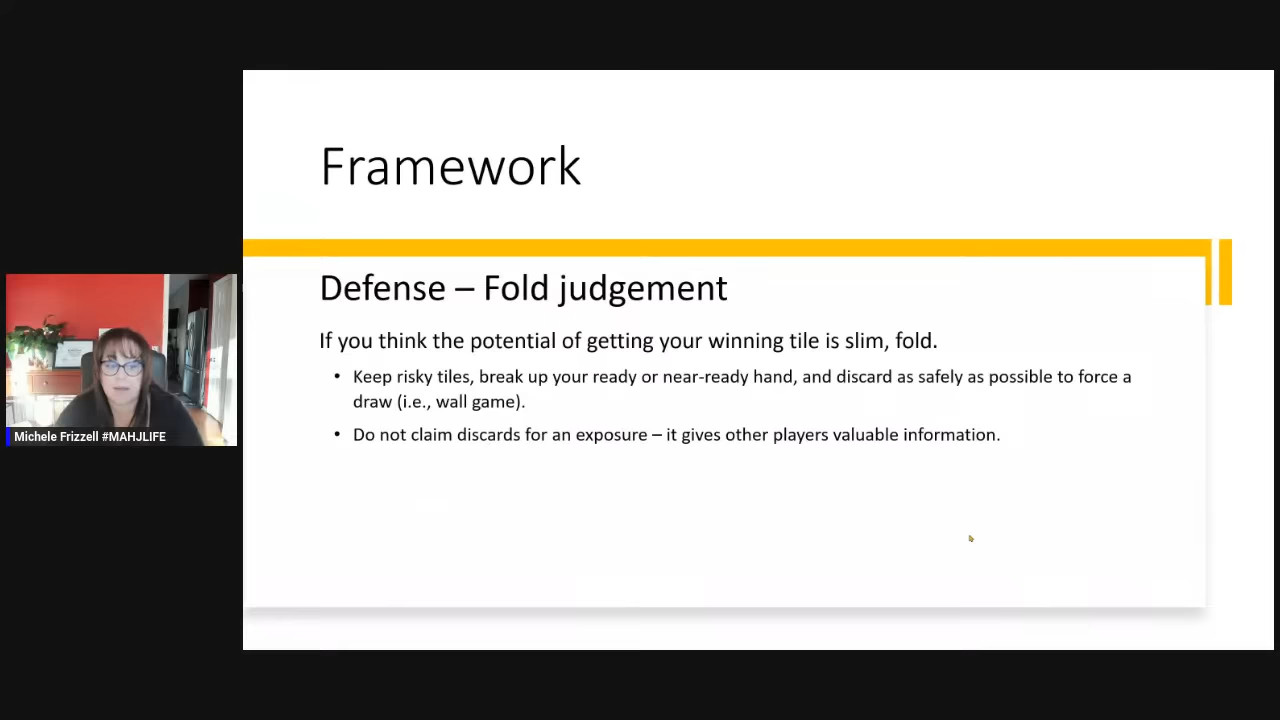 Framework
Defense – Fold judgement
If you think the potential of getting your winning tile is slim, fold.
• Keep risky tiles, break up your ready or near-ready hand, and discard as safely as possible to force a
draw (i.e., wall game).
• Do not claim discards for an exposure – it gives other players valuable information.
Michele Frizzell #MAHJLIFE